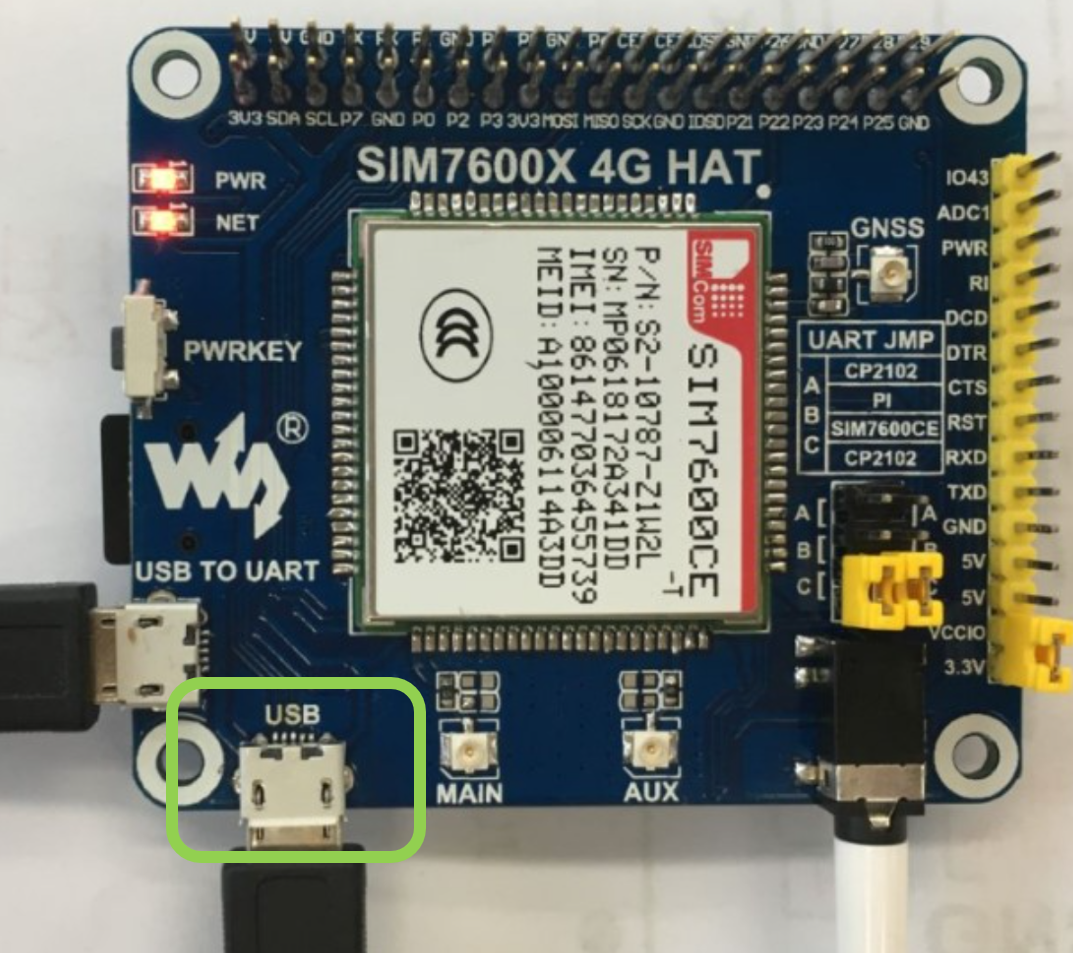 3V3 SDA SCL P7 GND P0 P2 P3 3V3 MOSI MISO SCK GND IDSD P21 P22 P23 P24 P25 GND
SIM7600X 4G HAT
PWR
NET
PWRKEY
®
USB TO UART
USB
MAIN
AUX
GNSS
SIMCom
SIM7600CE
-T
P/N: S2-10787-Z1W2L
SN: MP0618172A341DD
IMEI: 861477036455739
MEID: A1000061144A3DD
UART JMP
A CP2102
B PI
SIM7600CE
C CP2102
A [ ] A
B [ B
C [ C
IO43
ADC1
PWR
RI
DCD
DTR
CTS
RST
RXD
TXD
GND
5V
5V
VCCIO
3.3V